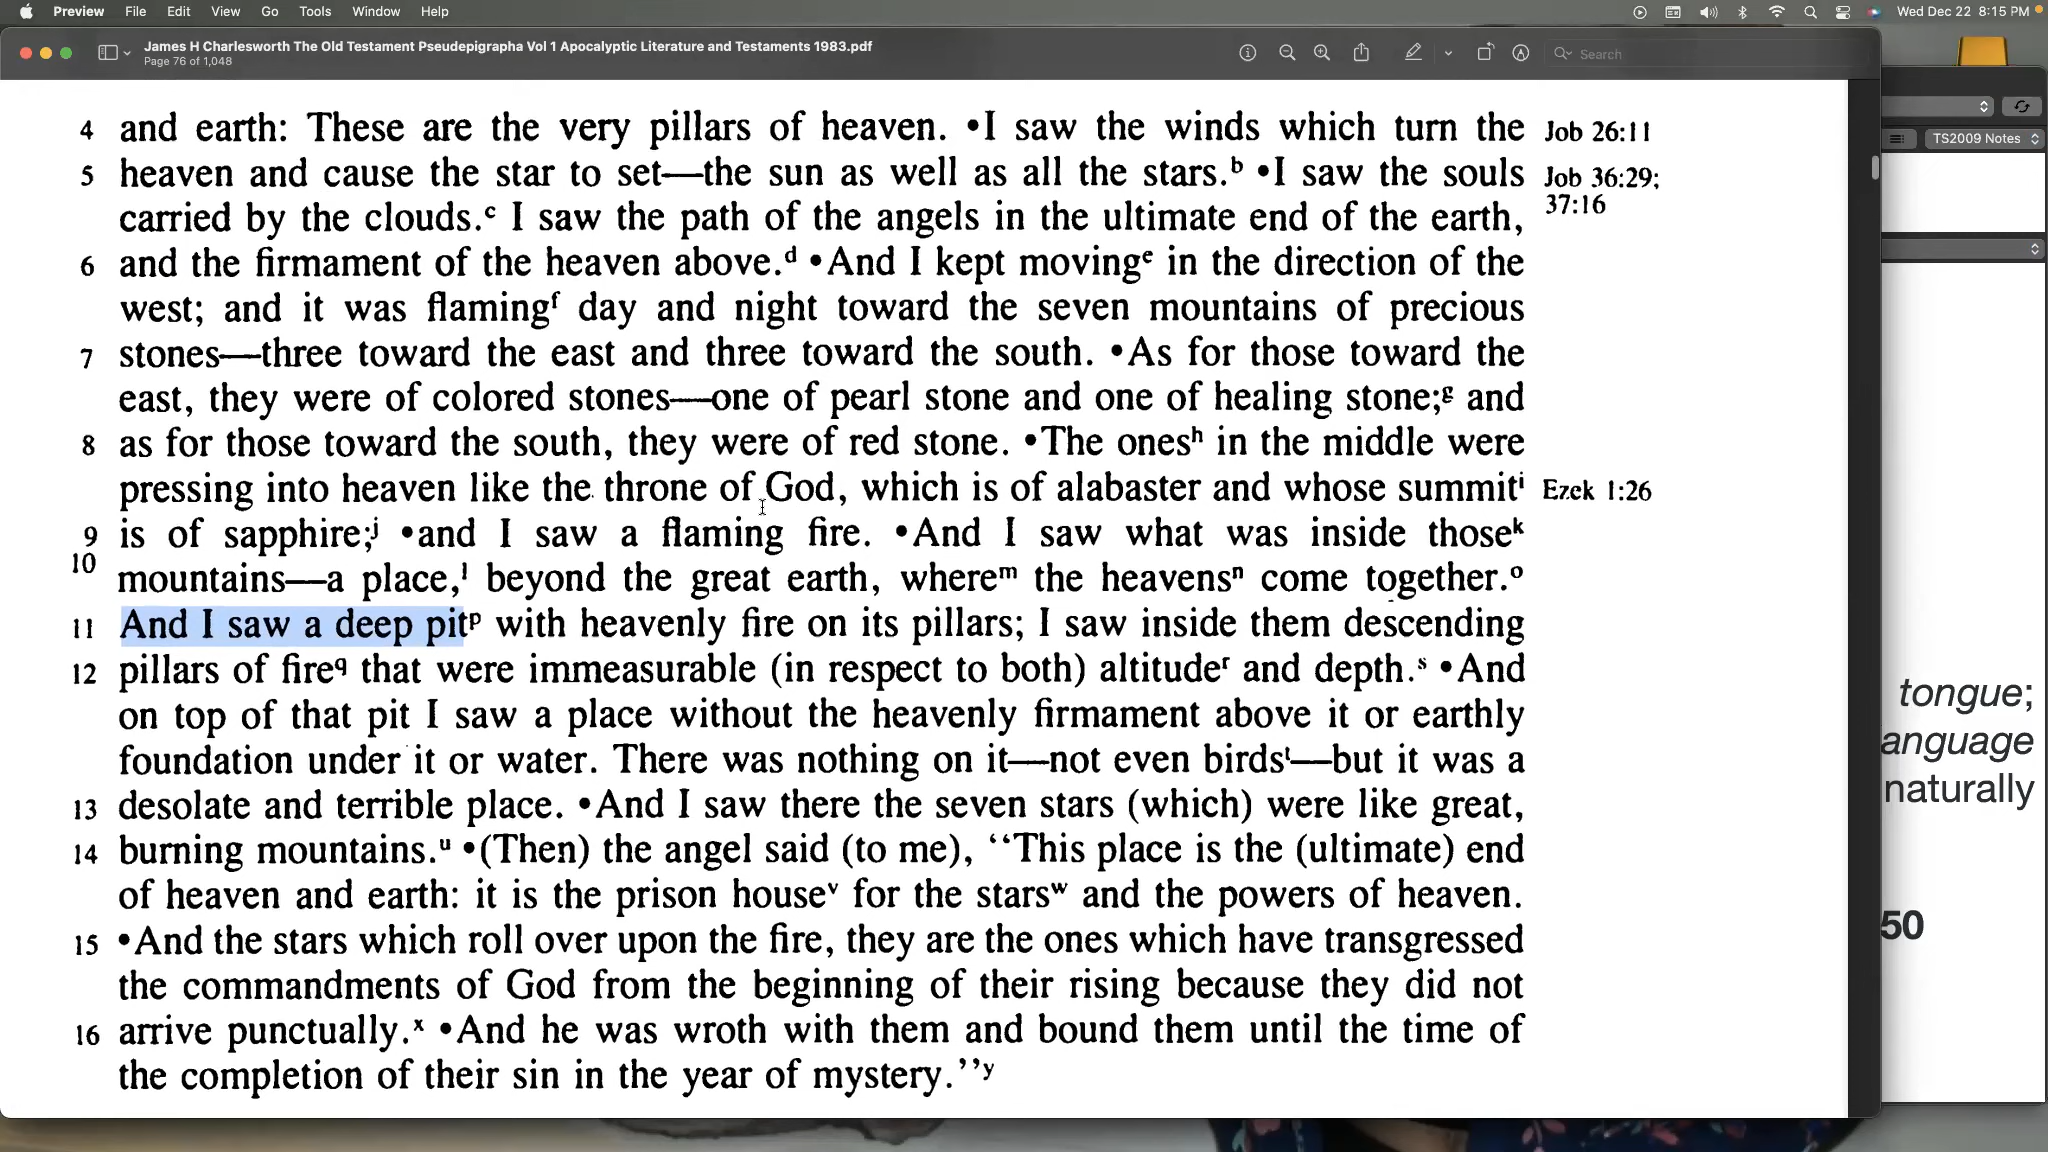 Preview File Edit View Go Tools Window Help
Wed Dec 22 8:15 PM
James H Charlesworth The Old Testament Pseudepigrapha Vol 1 Apocalyptic Literature and Testaments 1983.pdf
Page 76 of 1,048
Search
TS2009 Notes
4 and earth: These are the very pillars of heaven. •I saw the winds which turn the Job 26:11
5 heaven and cause the star to set—the sun as well as all the stars.ᵇ •I saw the souls Job 36:29;
carried by the clouds.ᶜ I saw the path of the angels in the ultimate end of the earth, 37:16
6 and the firmament of the heaven above.ᵈ •And I kept movingᵉ in the direction of the
west; and it was flamingᶠ day and night toward the seven mountains of precious
7 stones—three toward the east and three toward the south. •As for those toward the
east, they were of colored stones—one of pearl stone and one of healing stone;ᵍ and
8 as for those toward the south, they were of red stone. •The onesʰ in the middle were
pressing into heaven like the throne of God, which is of alabaster and whose summitⁱ Ezek 1:26
9 is of sapphire;ʲ •and I saw a flaming fire. •And I saw what was inside thoseᵏ
10 mountains—a place,ˡ beyond the great earth, whereᵐ the heavensⁿ come together.ᵒ
11 And I saw a deep pitᵖ with heavenly fire on its pillars; I saw inside them descending
12 pillars of fire^q that were immeasurable (in respect to both) altitudeʳ and depth.ˢ •And
on top of that pit I saw a place without the heavenly firmament above it or earthly
foundation under it or water. There was nothing on it—not even birdsᵗ—but it was a
13 desolate and terrible place. •And I saw there the seven stars (which) were like great,
14 burning mountains.ᵘ •(Then) the angel said (to me), ‘‘This place is the (ultimate) end
of heaven and earth: it is the prison houseᵛ for the starsʷ and the powers of heaven.
15 •And the stars which roll over upon the fire, they are the ones which have transgressed
the commandments of God from the beginning of their rising because they did not
16 arrive punctually.ˣ •And he was wroth with them and bound them until the time of
the completion of their sin in the year of mystery.’’ʸ
tongue;
anguage
naturally
50